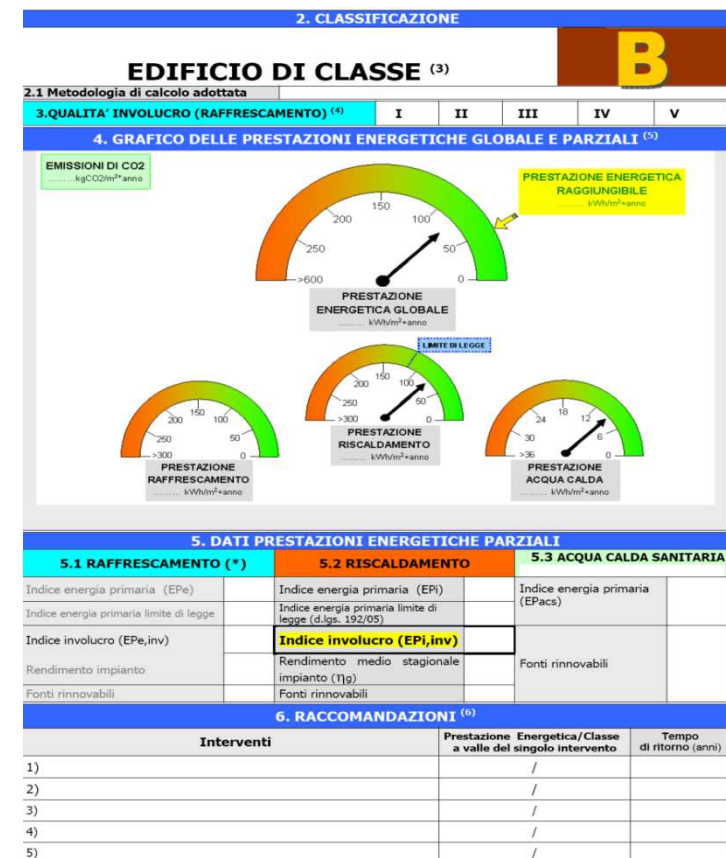 2. CLASSIFICAZIONE
EDIFICIO DI CLASSE (3)
B
2.1 Metodologia di calcolo adottata
3.QUALITA' INVOLUCRO (RAFFRESCAMENTO) (4) I II III IV V
4. GRAFICO DELLE PRESTAZIONI ENERGETICHE GLOBALE E PARZIALI (5)
EMISSIONI DI CO2
.........kgCO2/m²*anno
PRESTAZIONE ENERGETICA
RAGGIUNGIBILE
......... kWh/m²*anno
150
200 100
250 50
>600 0
PRESTAZIONE
ENERGETICA GLOBALE
......... kWh/m²*anno
LIMITE DI LEGGE
150
200 100
250 50
>300 0
PRESTAZIONE
RAFFRESCAMENTO
......... kWh/m²*anno
150
200 100
250 50
>300 0
PRESTAZIONE
RISCALDAMENTO
......... kWh/m²*anno
18
24 12
30 6
>36 0
PRESTAZIONE
ACQUA CALDA
......... kWh/m²*anno
5. DATI PRESTAZIONI ENERGETICHE PARZIALI
5.1 RAFFRESCAMENTO (*) 5.2 RISCALDAMENTO 5.3 ACQUA CALDA SANITARIA
Indice energia primaria (EPe)
Indice energia primaria limite di legge
Indice involucro (EPe,inv)
Rendimento impianto
Fonti rinnovabili
Indice energia primaria (EPi)
Indice energia primaria limite di
legge (d.lgs. 192/05)
Indice involucro (EPi,inv)
Rendimento medio stagionale
impianto (ηg)
Fonti rinnovabili
Indice energia primaria
(EPacs)
Fonti rinnovabili
6. RACCOMANDAZIONI (6)
Interventi
Prestazione Energetica/Classe
a valle del singolo intervento
Tempo
di ritorno (anni)
1) /
2) /
3) /
4) /
5) /